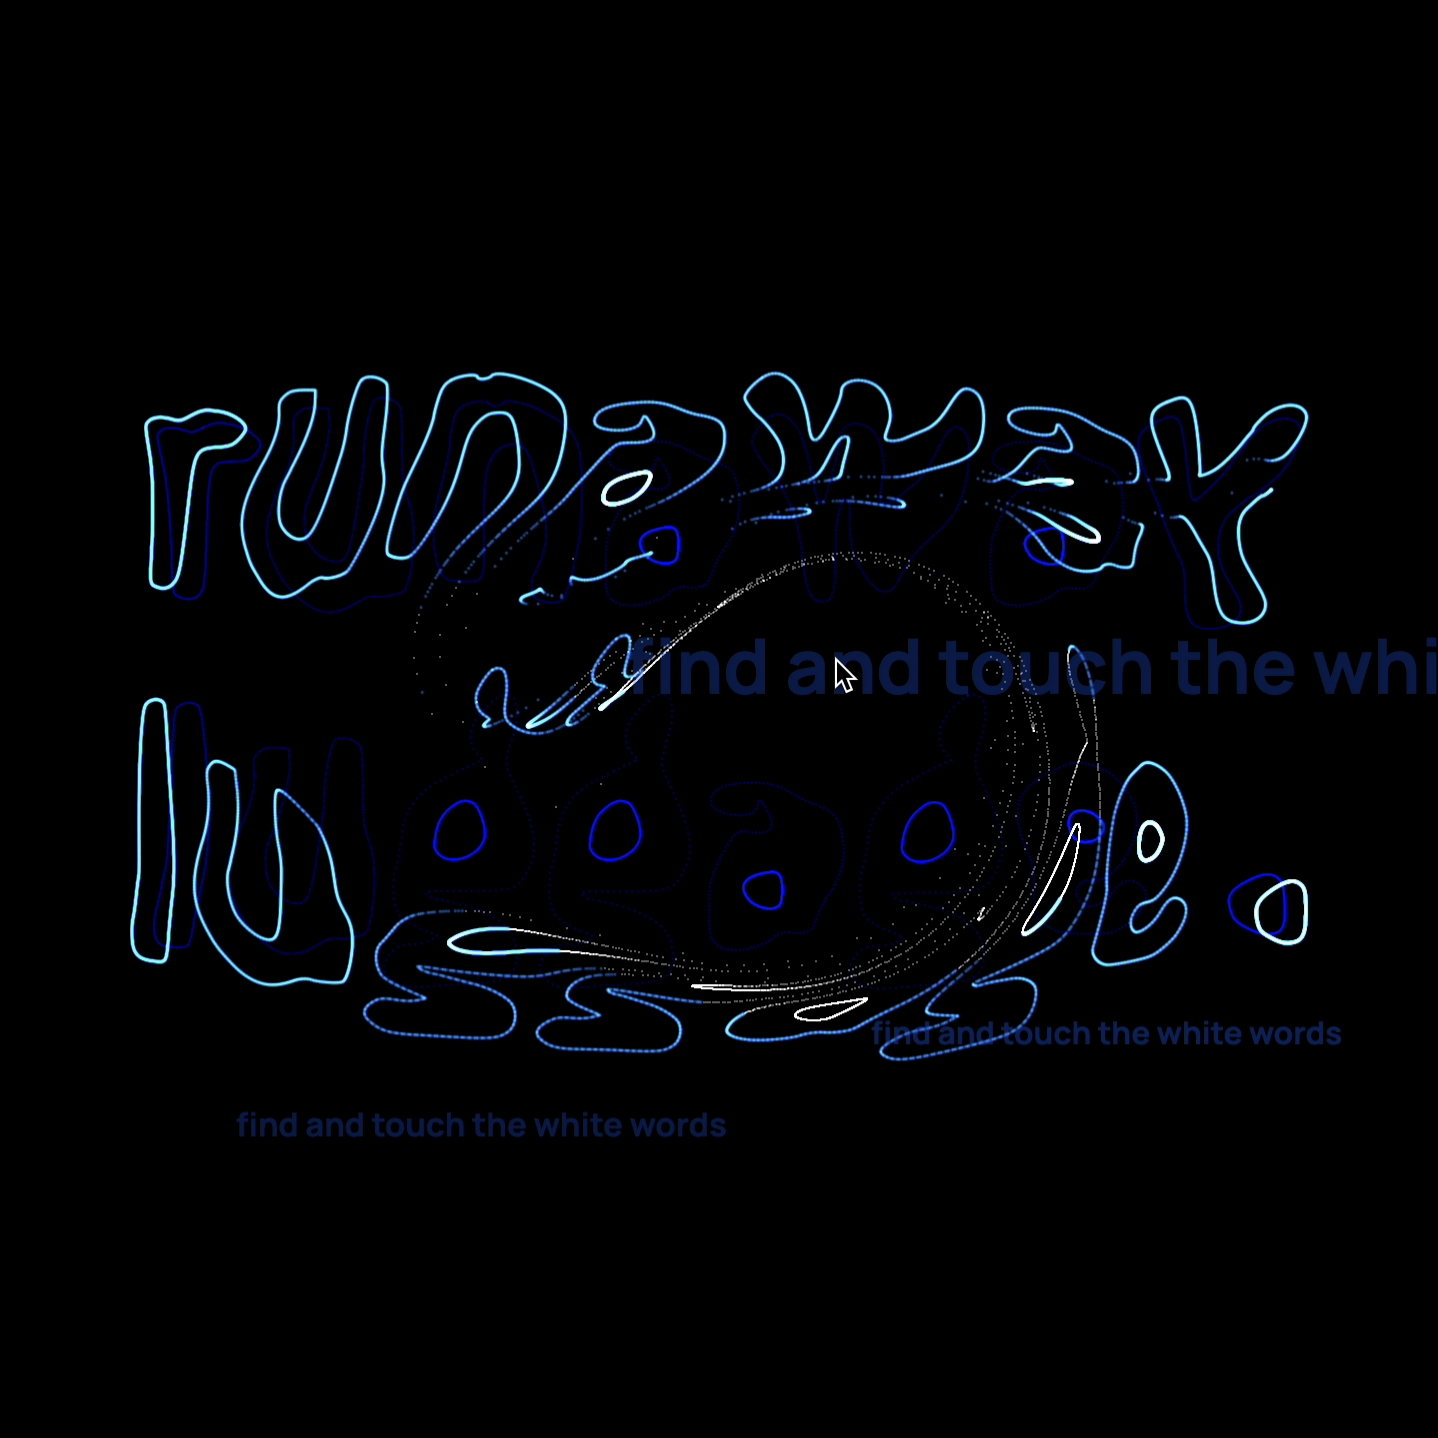 runaway
find and touch the whi
luggage.
find and touch the white words
find and touch the white words